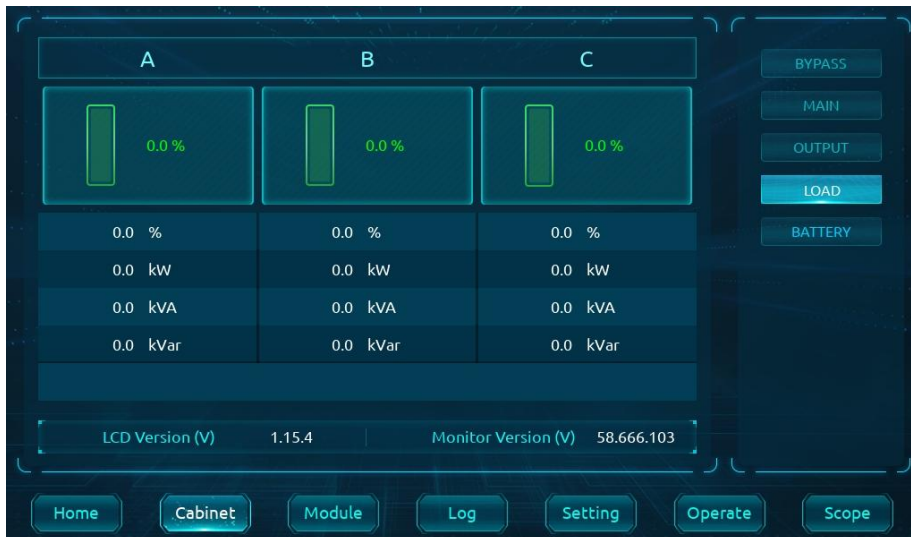 A B C
BYPASS
MAIN
0.0 % 0.0 % 0.0 %
OUTPUT
LOAD
0.0 % 0.0 % 0.0 %
BATTERY
0.0 kW 0.0 kW 0.0 kW
0.0 kVA 0.0 kVA 0.0 kVA
0.0 kVar 0.0 kVar 0.0 kVar
LCD Version (V) 1.15.4 Monitor Version (V) 58.666.103
Home Cabinet Module Log Setting Operate Scope